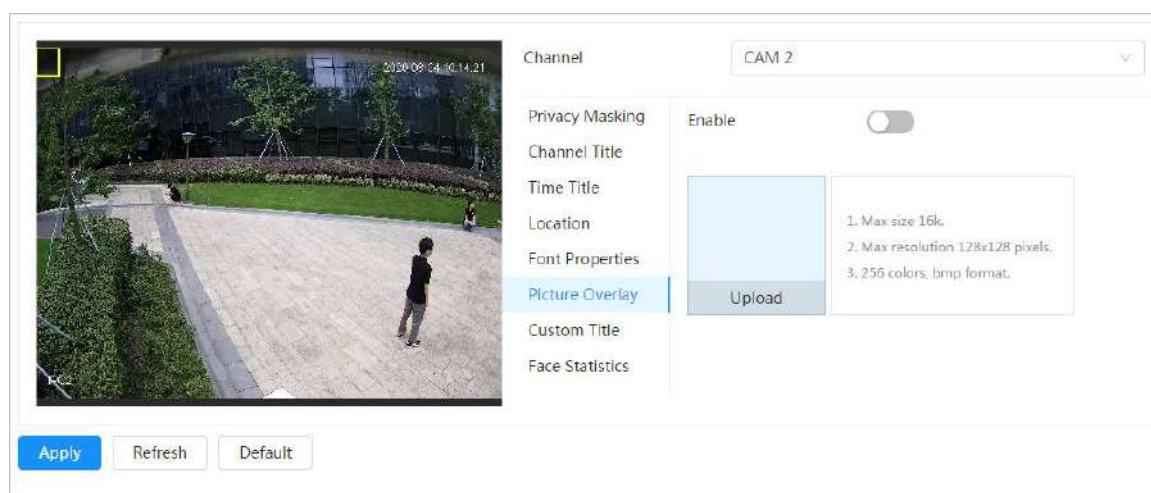 2020-08-24 10:14:21
IPC2
Channel
CAM 2
Privacy Masking
Channel Title
Time Title
Location
Font Properties
Picture Overlay
Custom Title
Face Statistics
Enable
Upload
1. Max size 16k.
2. Max resolution 128x128 pixels.
3. 256 colors, bmp format.
Apply
Refresh
Default